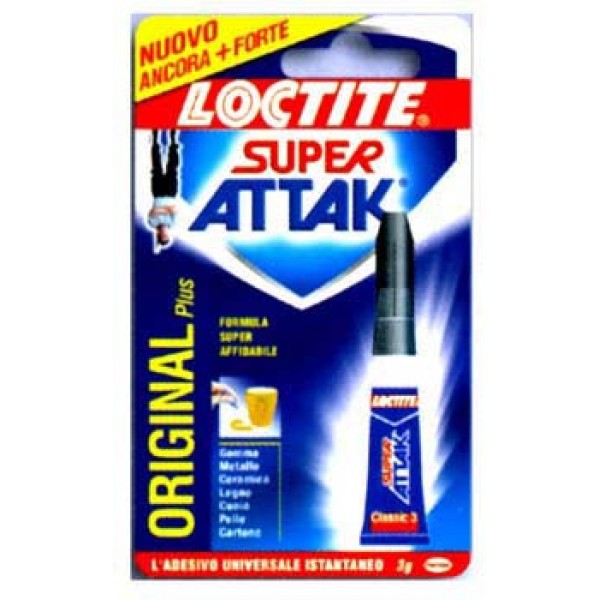 NUOVO
ANCORA + FORTE
LOCTITE®
SUPER
ATTAK®
ORIGINAL Plus
FORMULA
SUPER
AFFIDABILE
Gomma
Metallo
Ceramica
Legno
Cuoio
Pelle
Cartone
LOCTITE
SUPER
ATTAK
Classic 3
L'ADESIVO UNIVERSALE ISTANTANEO 3g